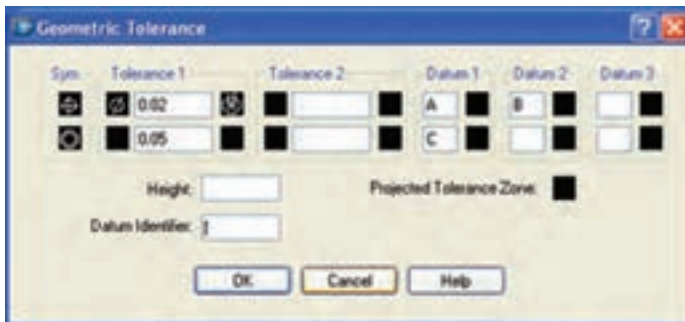 Geometric Tolerance
Sym Tolerance 1 Tolerance 2 Datum 1 Datum 2 Datum 3
Ø 0.02 Ⓜ A B
0.05 C
Height: Projected Tolerance Zone:
Datum Identifier:
OK Cancel Help